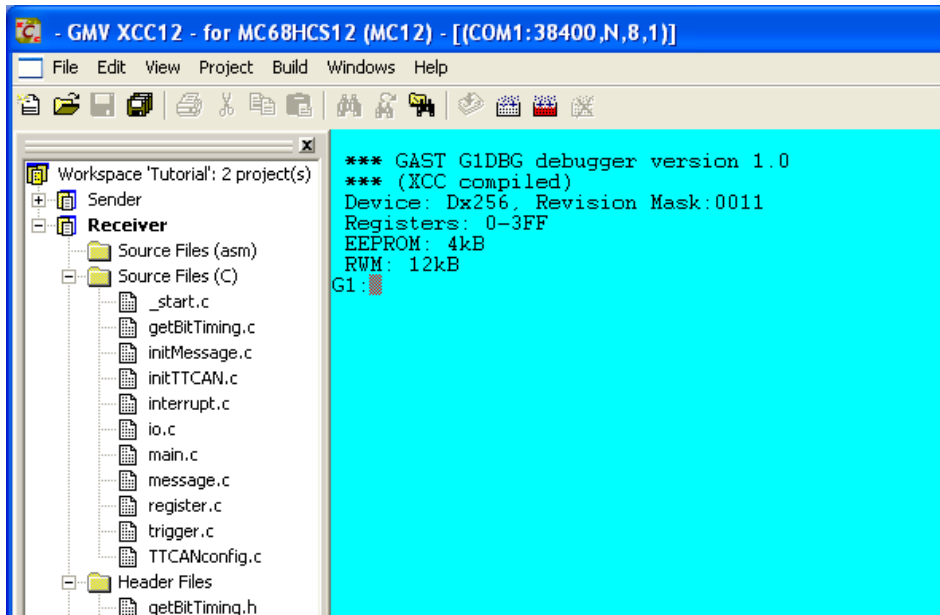 - GMV XCC12 - for MC68HCS12 (MC12) - [(COM1:38400,N,8,1)]
File Edit View Project Build Windows Help
Workspace 'Tutorial': 2 project(s)
Sender
Receiver
Source Files (asm)
Source Files (C)
_start.c
getBitTiming.c
initMessage.c
initTTCAN.c
interrupt.c
io.c
main.c
message.c
register.c
trigger.c
TTCANconfig.c
Header Files
getBitTiming.h
*** GAST G1DBG debugger version 1.0
*** (XCC compiled)
Device: Dx256, Revision Mask:0011
Registers: 0-3FF
EEPROM: 4kB
RWM: 12kB
G1: